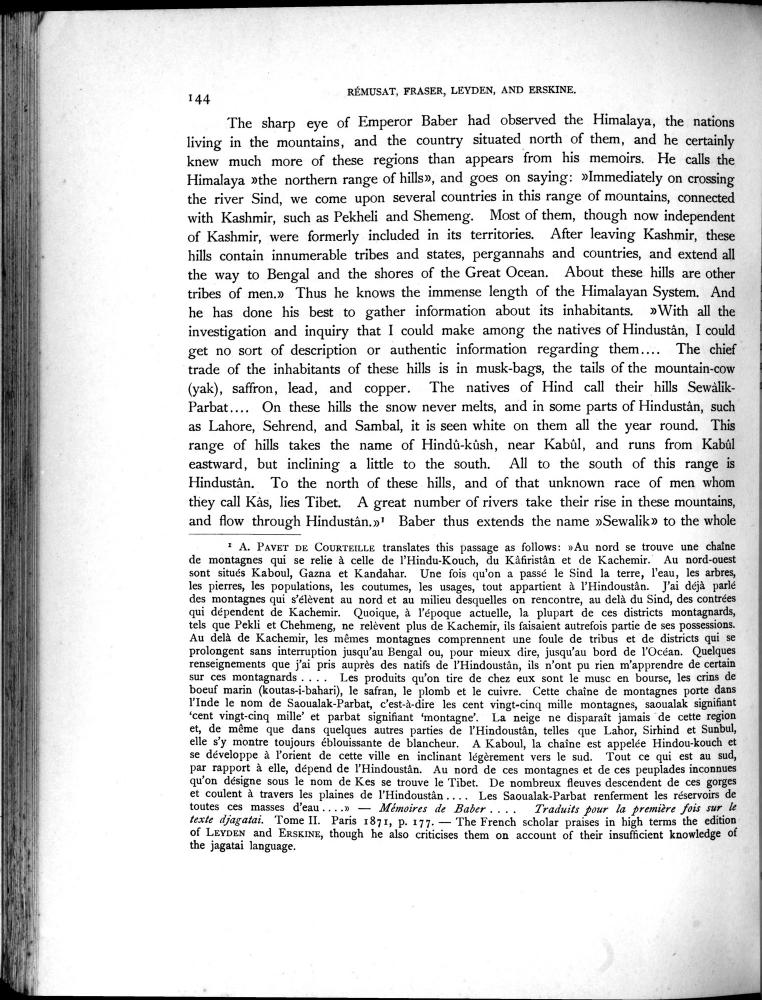 144
RÉMUSAT, FRASER, LEYDEN, AND ERSKINE.
The sharp eye of Emperor Baber had observed the Himalaya, the nations
living in the mountains, and the country situated north of them, and he certainly
knew much more of these regions than appears from his memoirs. He calls the
Himalaya »the northern range of hills», and goes on saying: »Immediately on crossing
the river Sind, we come upon several countries in this range of mountains, connected
with Kashmir, such as Pekheli and Shemeng. Most of them, though now independent
of Kashmir, were formerly included in its territories. After leaving Kashmir, these
hills contain innumerable tribes and states, pergannahs and countries, and extend all
the way to Bengal and the shores of the Great Ocean. About these hills are other
tribes of men.» Thus he knows the immense length of the Himalayan System. And
he has done his best to gather information about its inhabitants. »With all the
investigation and inquiry that I could make among the natives of Hindustân, I could
get no sort of description or authentic information regarding them.... The chief
trade of the inhabitants of these hills is in musk-bags, the tails of the mountain-cow
(yak), saffron, lead, and copper. The natives of Hind call their hills Sewâlik-
Parbat.... On these hills the snow never melts, and in some parts of Hindustân, such
as Lahore, Sehrend, and Sambal, it is seen white on them all the year round. This
range of hills takes the name of Hindû-kûsh, near Kabûl, and runs from Kabûl
eastward, but inclining a little to the south. All to the south of this range is
Hindustân. To the north of these hills, and of that unknown race of men whom
they call Kâs, lies Tibet. A great number of rivers take their rise in these mountains,
and flow through Hindustân.»¹ Baber thus extends the name »Sewalik» to the whole
¹ A. PAVET DE COURTEILLE translates this passage as follows: »Au nord se trouve une chaîne
de montagnes qui se relie à celle de l'Hindu-Kouch, du Kâfiristân et de Kachemir. Au nord-ouest
sont situés Kaboul, Gazna et Kandahar. Une fois qu'on a passé le Sind la terre, l'eau, les arbres,
les pierres, les populations, les coutumes, les usages, tout appartient à l'Hindoustân. J'ai déjà parlé
des montagnes qui s'élèvent au nord et au milieu desquelles on rencontre, au delà du Sind, des contrées
qui dépendent de Kachemir. Quoique, à l'époque actuelle, la plupart de ces districts montagnards,
tels que Pekli et Chehmeng, ne relèvent plus de Kachemir, ils faisaient autrefois partie de ses possessions.
Au delà de Kachemir, les mêmes montagnes comprennent une foule de tribus et de districts qui se
prolongent sans interruption jusqu'au Bengal ou, pour mieux dire, jusqu'au bord de l'Océan. Quelques
renseignements que j'ai pris auprès des natifs de l'Hindoustân, ils n'ont pu rien m'apprendre de certain
sur ces montagnards .... Les produits qu'on tire de chez eux sont le musc en bourse, les crins de
boeuf marin (koutas-i-bahari), le safran, le plomb et le cuivre. Cette chaîne de montagnes porte dans
l'Inde le nom de Saoualak-Parbat, c'est-à-dire les cent vingt-cinq mille montagnes, saoualak signifiant
'cent vingt-cinq mille' et parbat signifiant 'montagne'. La neige ne disparaît jamais de cette region
et, de même que dans quelques autres parties de l'Hindoustân, telles que Lahor, Sirhind et Sunbul,
elle s'y montre toujours éblouissante de blancheur. A Kaboul, la chaîne est appelée Hindou-kouch et
se développe à l'orient de cette ville en inclinant légèrement vers le sud. Tout ce qui est au sud,
par rapport à elle, dépend de l'Hindoustân. Au nord de ces montagnes et de ces peuplades inconnues
qu'on désigne sous le nom de Kes se trouve le Tibet. De nombreux fleuves descendent de ces gorges
et coulent à travers les plaines de l'Hindoustân .... Les Saoualak-Parbat renferment les réservoirs de
toutes ces masses d'eau ....» — Mémoires de Baber .... Traduits pour la première fois sur le
texte djagatai. Tome II. Paris 1871, p. 177. — The French scholar praises in high terms the edition
of LEYDEN and ERSKINE, though he also criticises them on account of their insufficient knowledge of
the jagatai language.